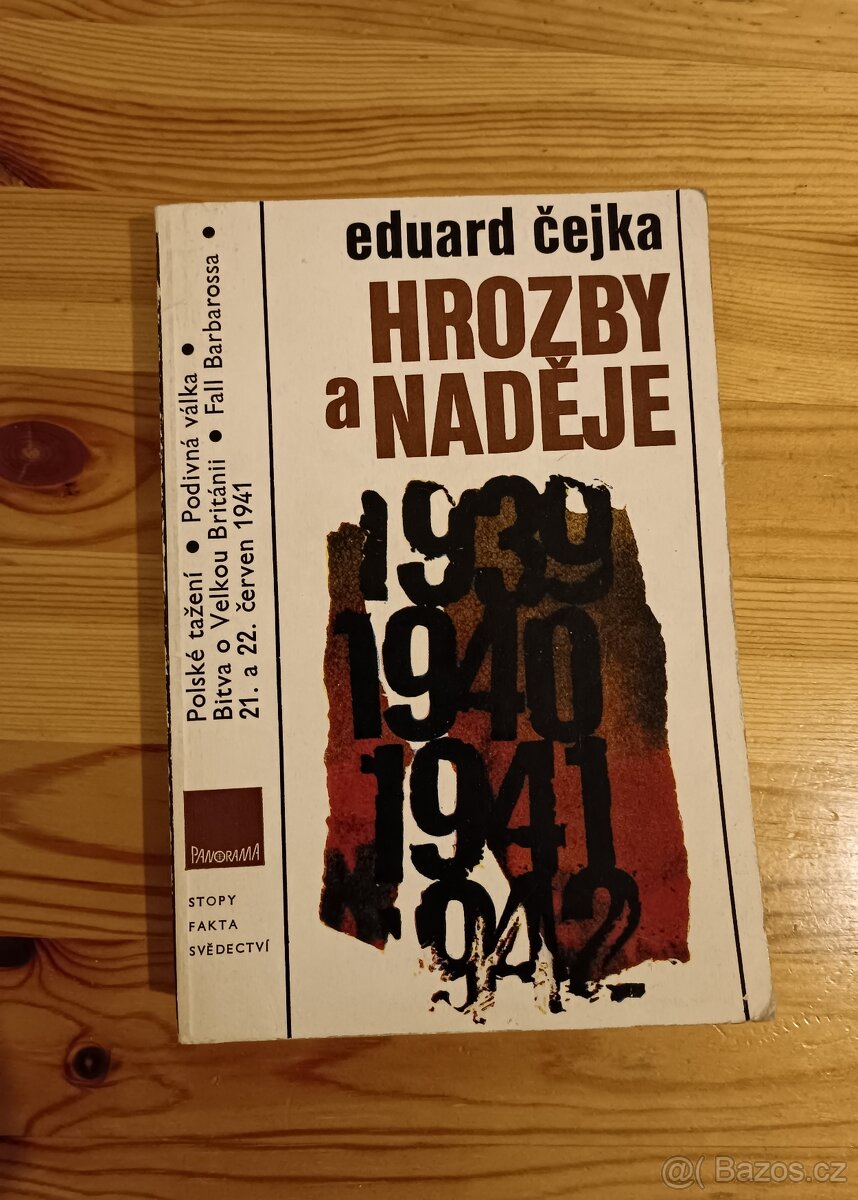 eduard čejka
HROZBY
a NADĚJE
1939
1940
1941
1942
Polské tažení • Podivná válka •
Bitva o Velkou Británii • Fall Barbarossa •
21. a 22. červen 1941
PANORAMA
STOPY
FAKTA
SVĚDECTVÍ
@( Bazos.cz